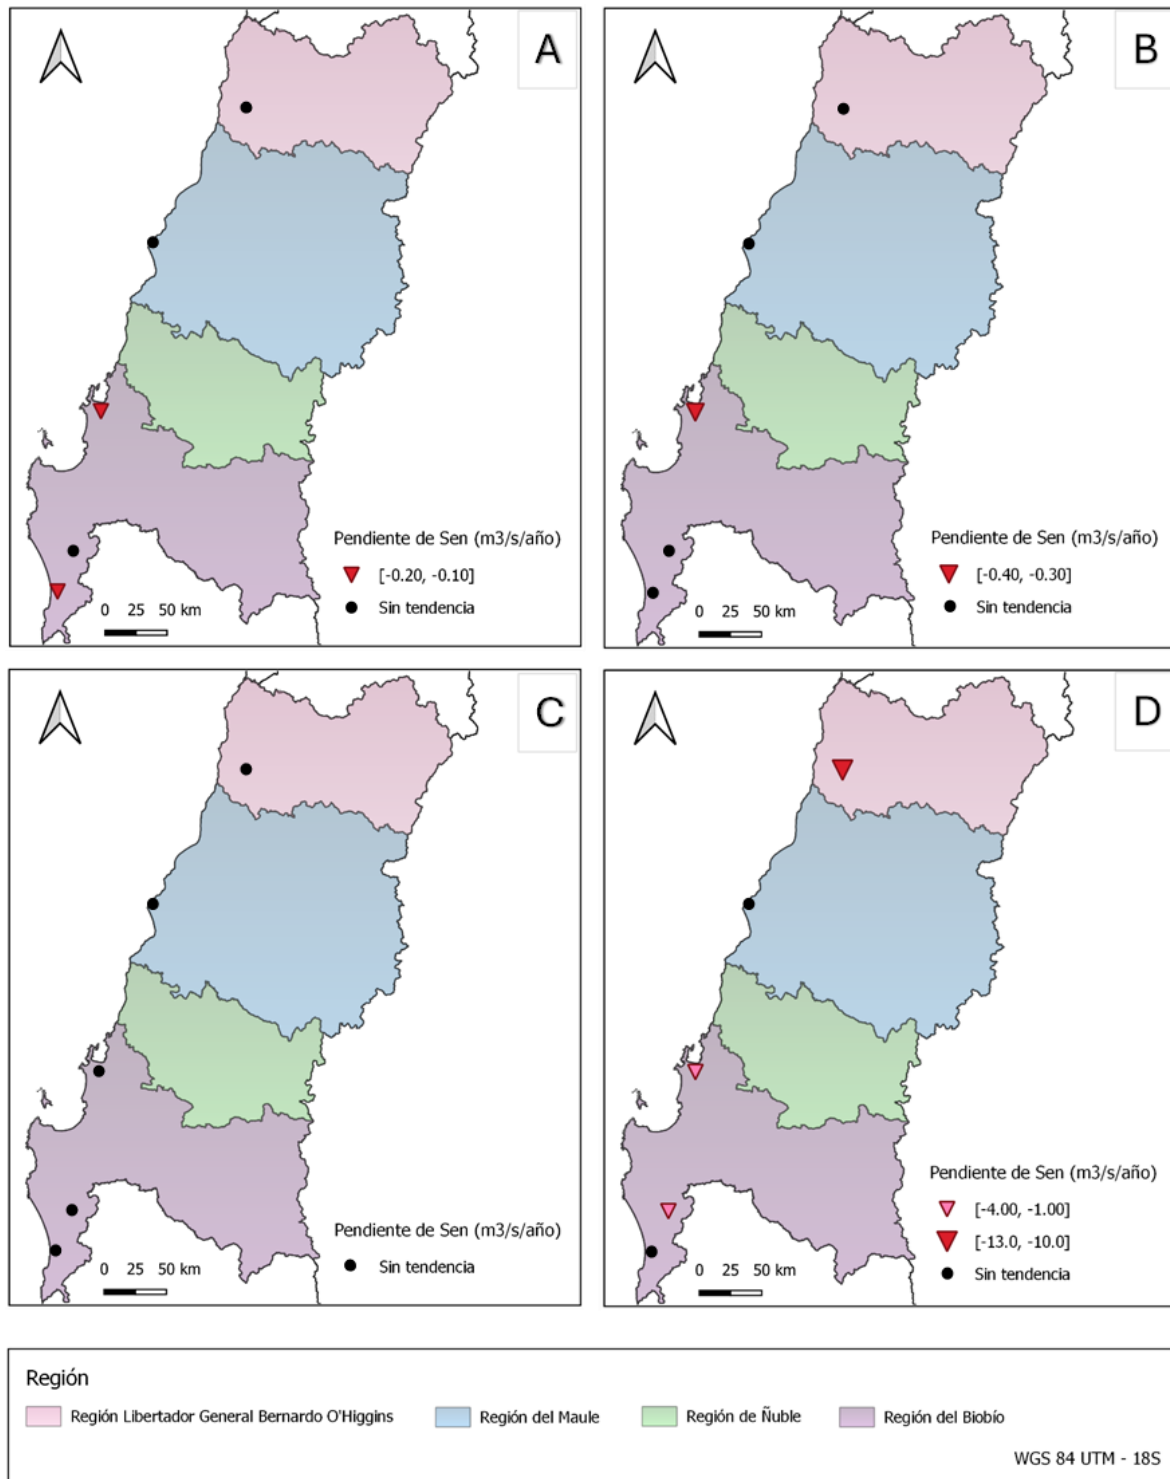 A
Pendiente de Sen (m3/s/año)
[-0.20, -0.10]
Sin tendencia
0 25 50 km
B
Pendiente de Sen (m3/s/año)
[-0.40, -0.30]
Sin tendencia
0 25 50 km
C
Pendiente de Sen (m3/s/año)
Sin tendencia
0 25 50 km
D
Pendiente de Sen (m3/s/año)
[-4.00, -1.00]
[-13.0, -10.0]
Sin tendencia
0 25 50 km
Región
Región Libertador General Bernardo O'Higgins Región del Maule Región de Ñuble Región del Biobío
WGS 84 UTM - 18S